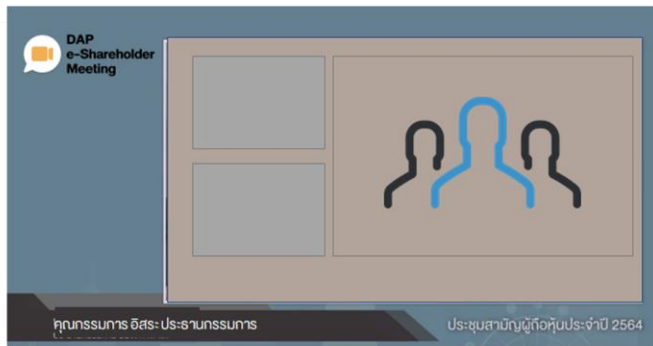 DAP
e-Shareholder
Meeting
คุณกรรมการ อิสระ ประธานกรรมการ
ประชุมสามัญผู้ถือหุ้นประจำปี 2564